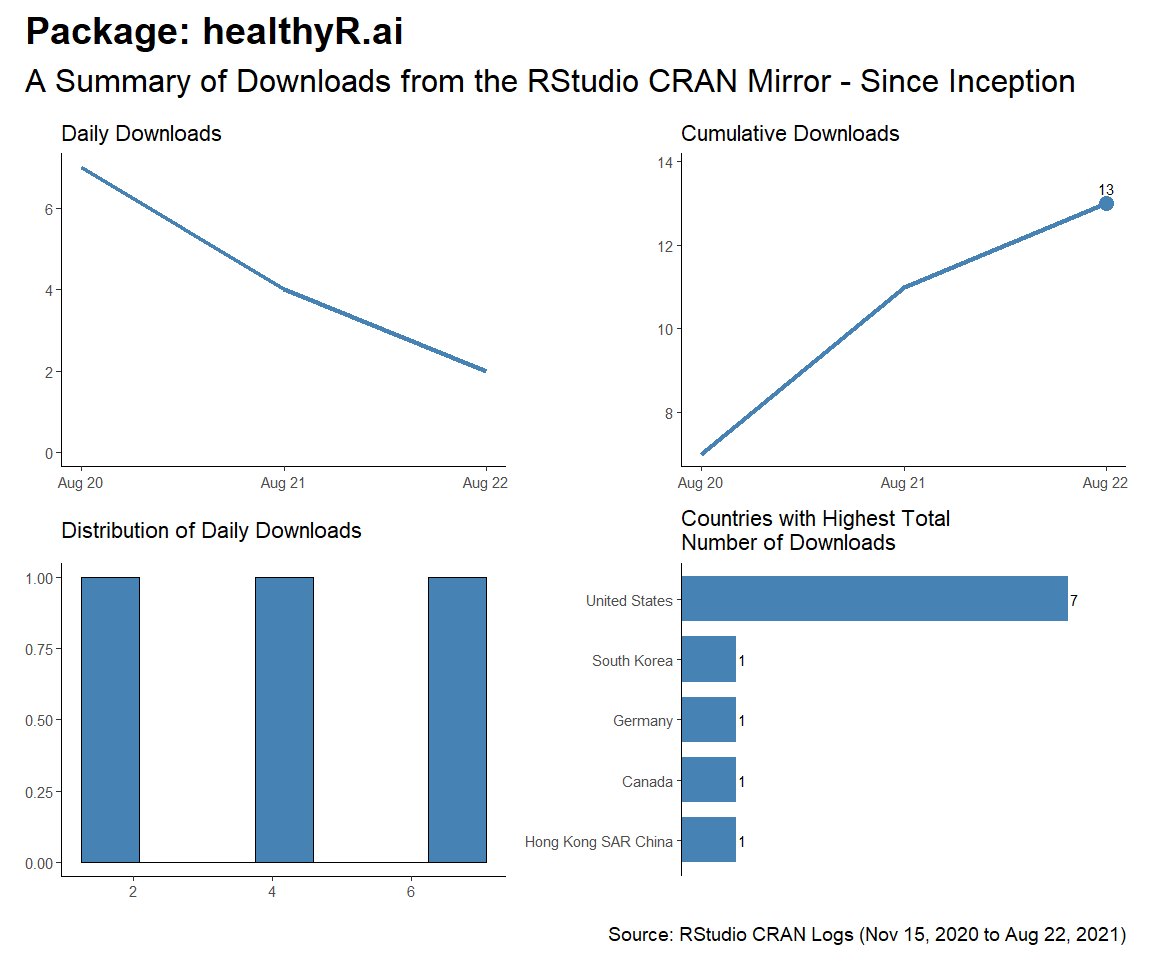 Package: healthyR.ai
A Summary of Downloads from the RStudio CRAN Mirror - Since Inception
Daily Downloads
6
4
2
0
Aug 20
Aug 21
Aug 22
Cumulative Downloads
14
12
10
8
13
Aug 20
Aug 21
Aug 22
Distribution of Daily Downloads
1.00
0.75
0.50
0.25
0.00
2
4
6
Countries with Highest Total
Number of Downloads
United States
7
South Korea
1
Germany
1
Canada
1
Hong Kong SAR China
1
Source: RStudio CRAN Logs (Nov 15, 2020 to Aug 22, 2021)